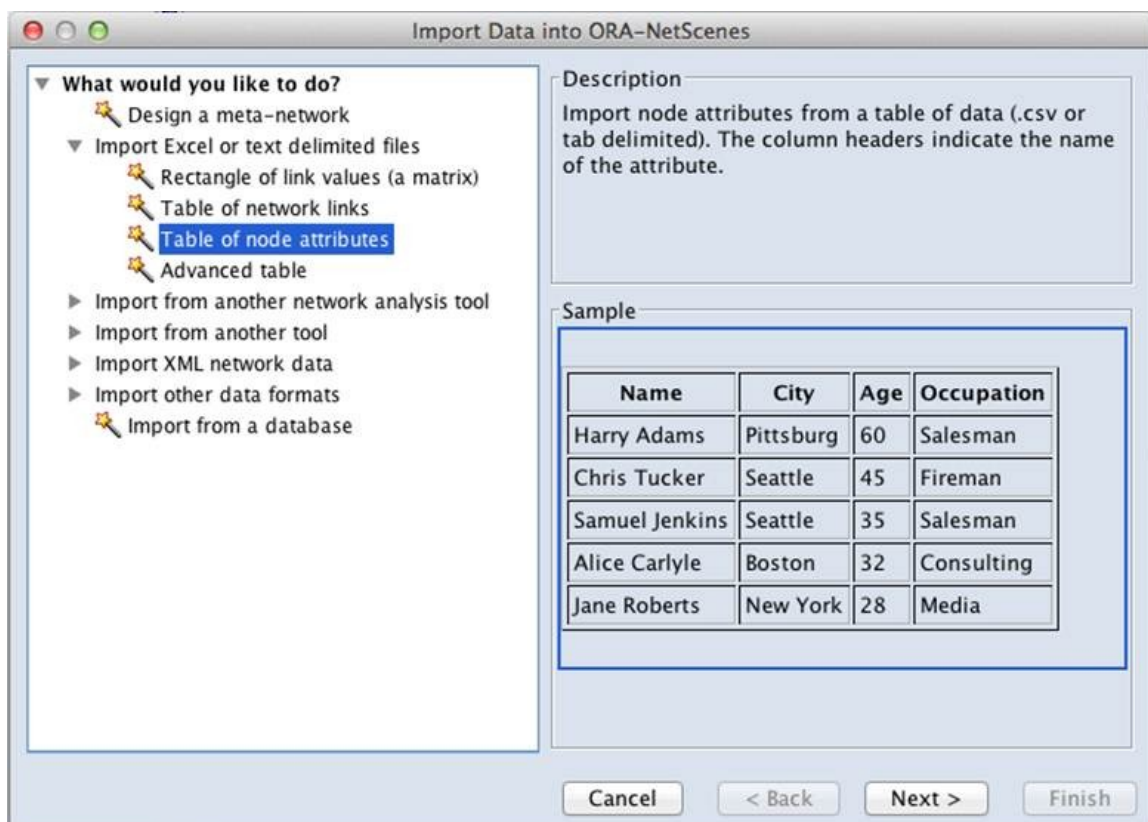 Import Data into ORA-NetScenes
What would you like to do?
Design a meta-network
Import Excel or text delimited files
Rectangle of link values (a matrix)
Table of network links
Table of node attributes
Advanced table
Import from another network analysis tool
Import from another tool
Import XML network data
Import other data formats
Import from a database
Description
Import node attributes from a table of data (.csv or
tab delimited). The column headers indicate the name
of the attribute.
Sample
Name City Age Occupation
Harry Adams Pittsburg 60 Salesman
Chris Tucker Seattle 45 Fireman
Samuel Jenkins Seattle 35 Salesman
Alice Carlyle Boston 32 Consulting
Jane Roberts New York 28 Media
Cancel < Back Next > Finish